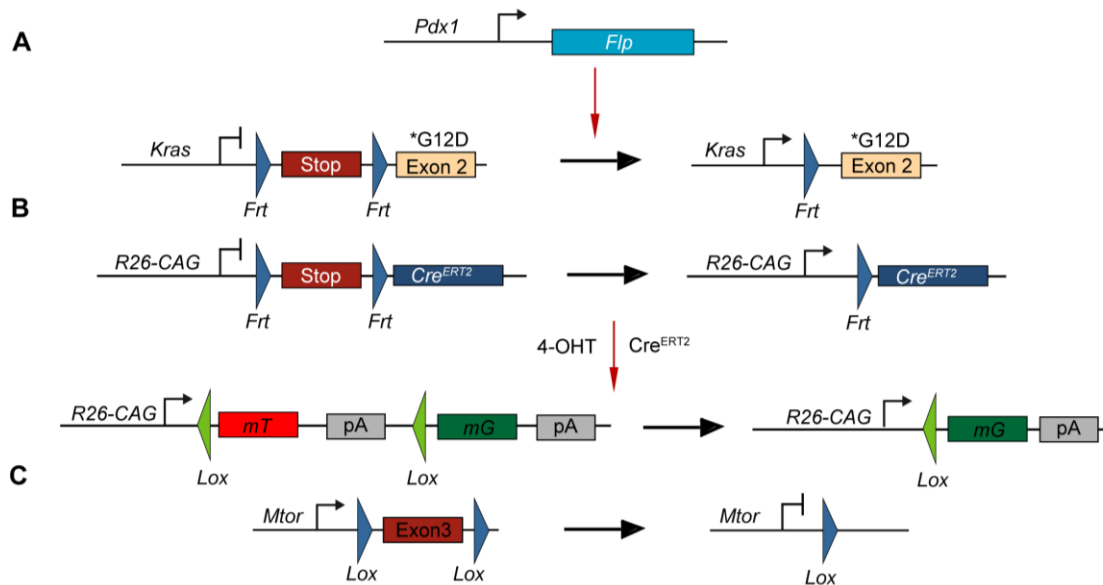 A
Pdx1 Flp
*G12D *G12D
Kras Stop Exon 2 Kras Exon 2
Frt Frt Frt
B
R26-CAG Stop CreERT2 R26-CAG CreERT2
Frt Frt Frt
4-OHT CreERT2
R26-CAG mT pA mG pA R26-CAG mG pA
Lox Lox Lox
C
Mtor Exon3 Mtor
Lox Lox Lox